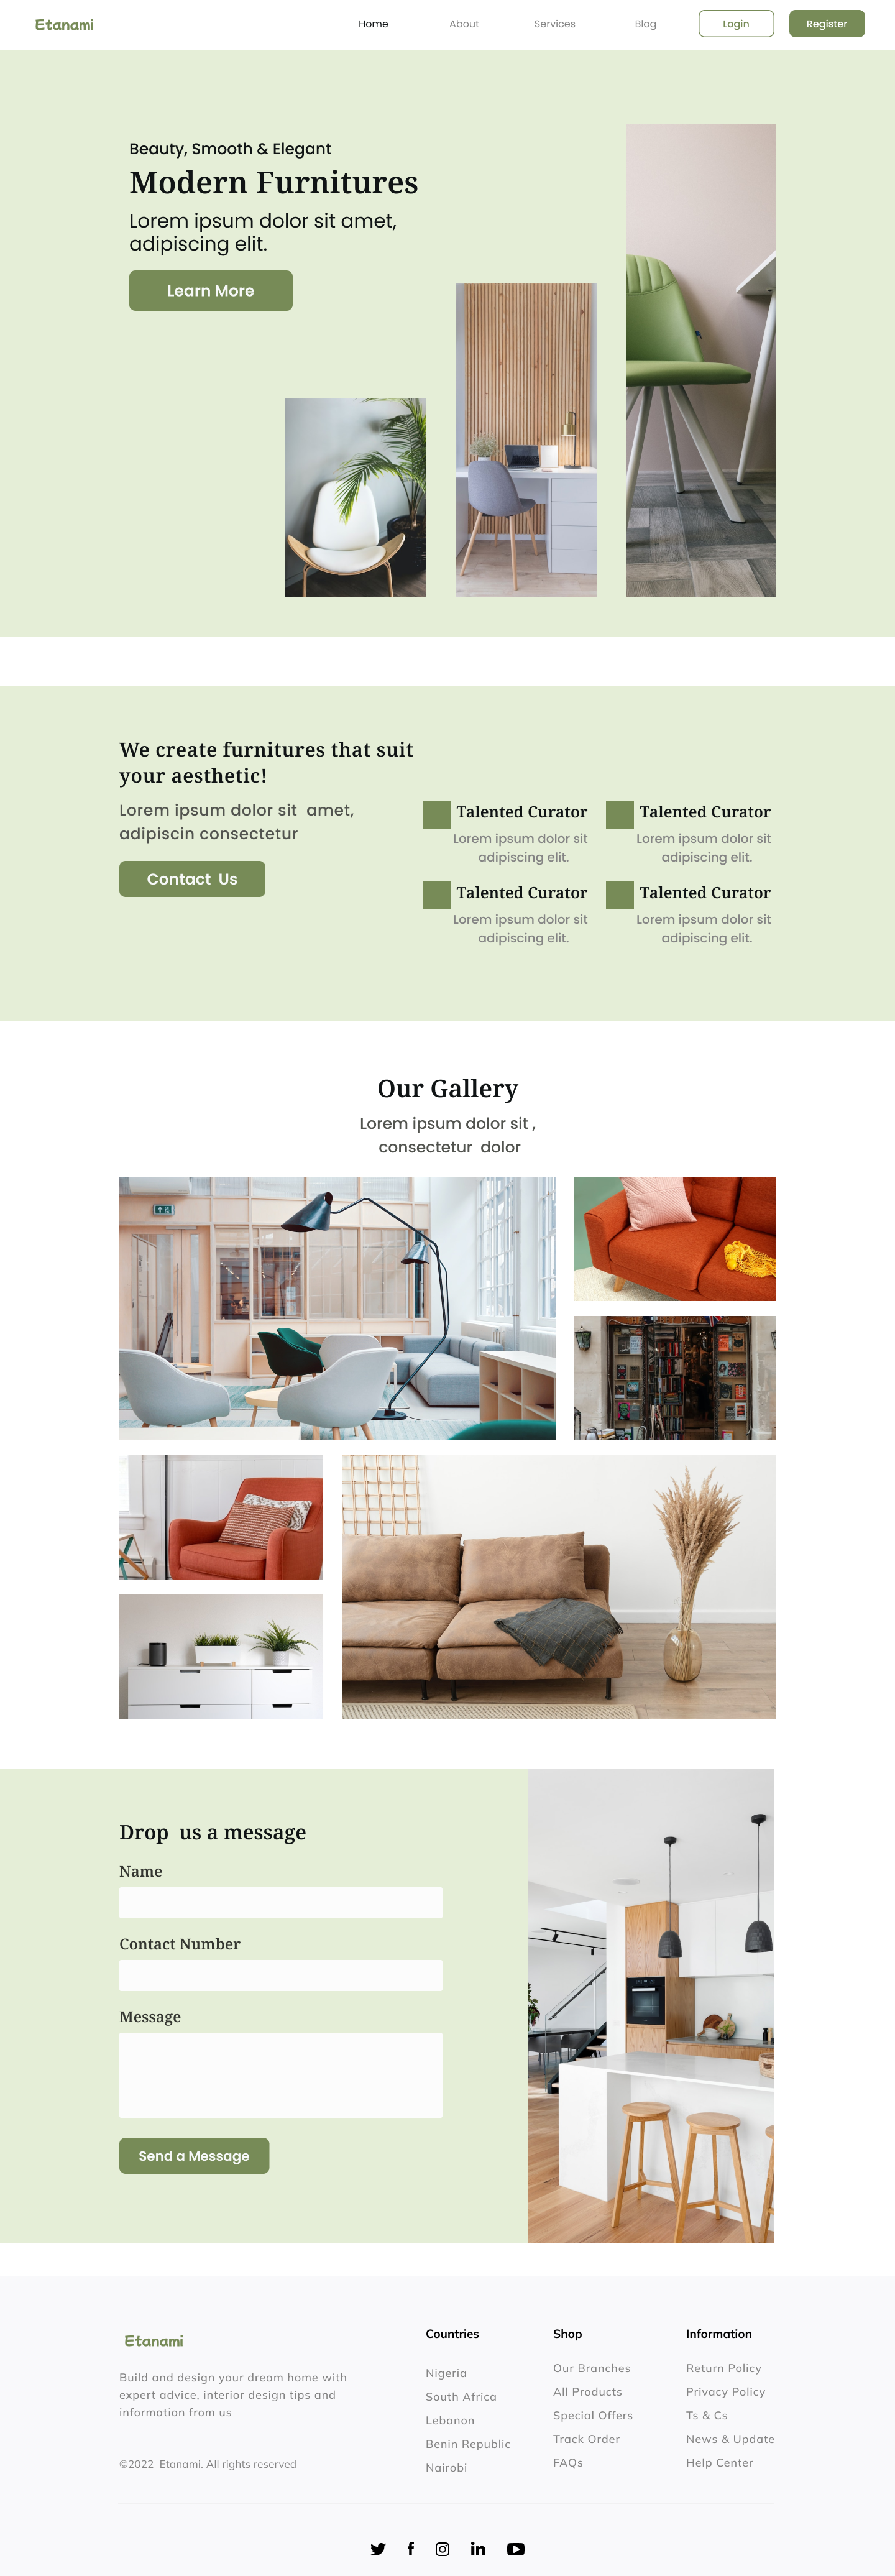 Etanami
Home
About
Services
Blog
Login
Register
Beauty, Smooth & Elegant
Modern Furnitures
Lorem ipsum dolor sit amet,
adipiscing elit.
Learn More
We create furnitures that suit
your aesthetic!
Lorem ipsum dolor sit amet,
adipiscin consectetur
Contact Us
Talented Curator
Lorem ipsum dolor sit
adipiscing elit.
Talented Curator
Lorem ipsum dolor sit
adipiscing elit.
Talented Curator
Lorem ipsum dolor sit
adipiscing elit.
Talented Curator
Lorem ipsum dolor sit
adipiscing elit.
Our Gallery
Lorem ipsum dolor sit ,
consectetur dolor
Drop us a message
Name
Contact Number
Message
Send a Message
Etanami
Build and design your dream home with
expert advice, interior design tips and
information from us
©2022 Etanami. All rights reserved
Countries
Nigeria
South Africa
Lebanon
Benin Republic
Nairobi
Shop
Our Branches
All Products
Special Offers
Track Order
FAQs
Information
Return Policy
Privacy Policy
Ts & Cs
News & Update
Help Center